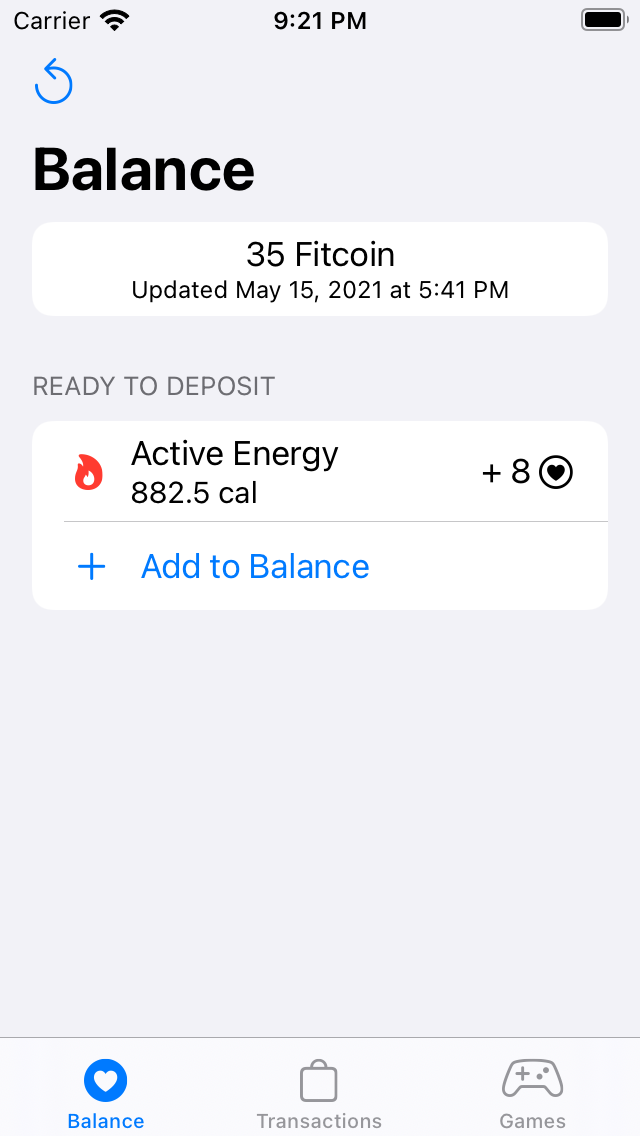 Carrier 9:21 PM
Balance
35 Fitcoin
Updated May 15, 2021 at 5:41 PM
READY TO DEPOSIT
Active Energy
882.5 cal
+ 8
+ Add to Balance
Balance Transactions Games